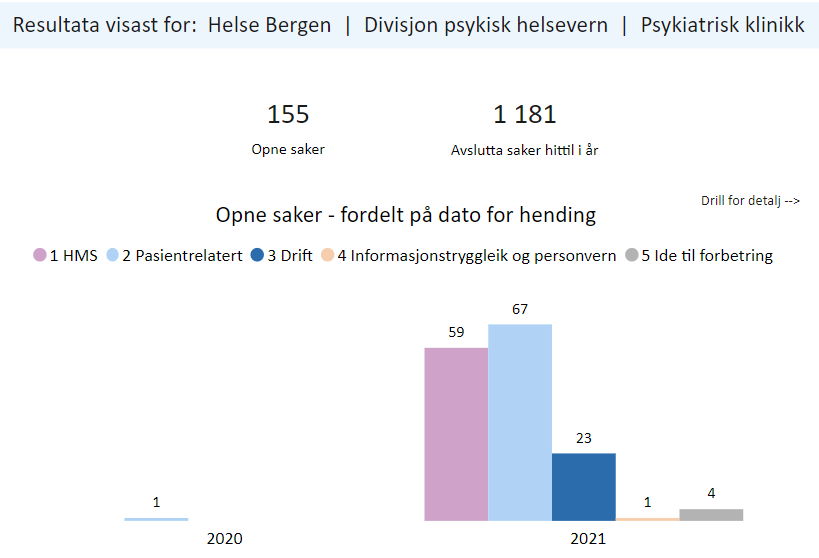 Resultata visast for: Helse Bergen | Divisjon psykisk helsevern | Psykiatrisk klinikk
155
1 181
Opne saker
Avslutta saker hittil i år
Drill for detalj -->
Opne saker - fordelt på dato for hending
1 HMS
2 Pasientrelatert
3 Drift
4 Informasjonstryggleik og personvern
5 Ide til forbetring
1
59
67
23
1
4
2020
2021